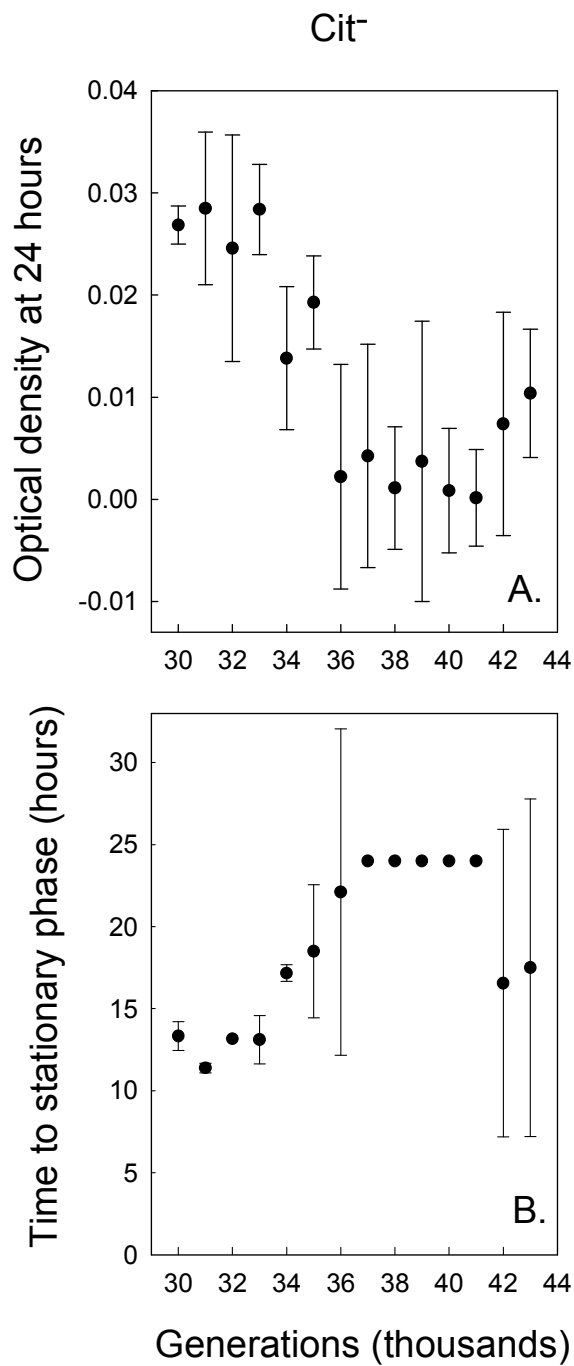 Cit⁻
Optical density at 24 hours
0.04
0.03
0.02
0.01
0.00
-0.01
A.
30 32 34 36 38 40 42 44
Time to stationary phase (hours)
30
25
20
15
10
5
0
B.
30 32 34 36 38 40 42 44
Generations (thousands)